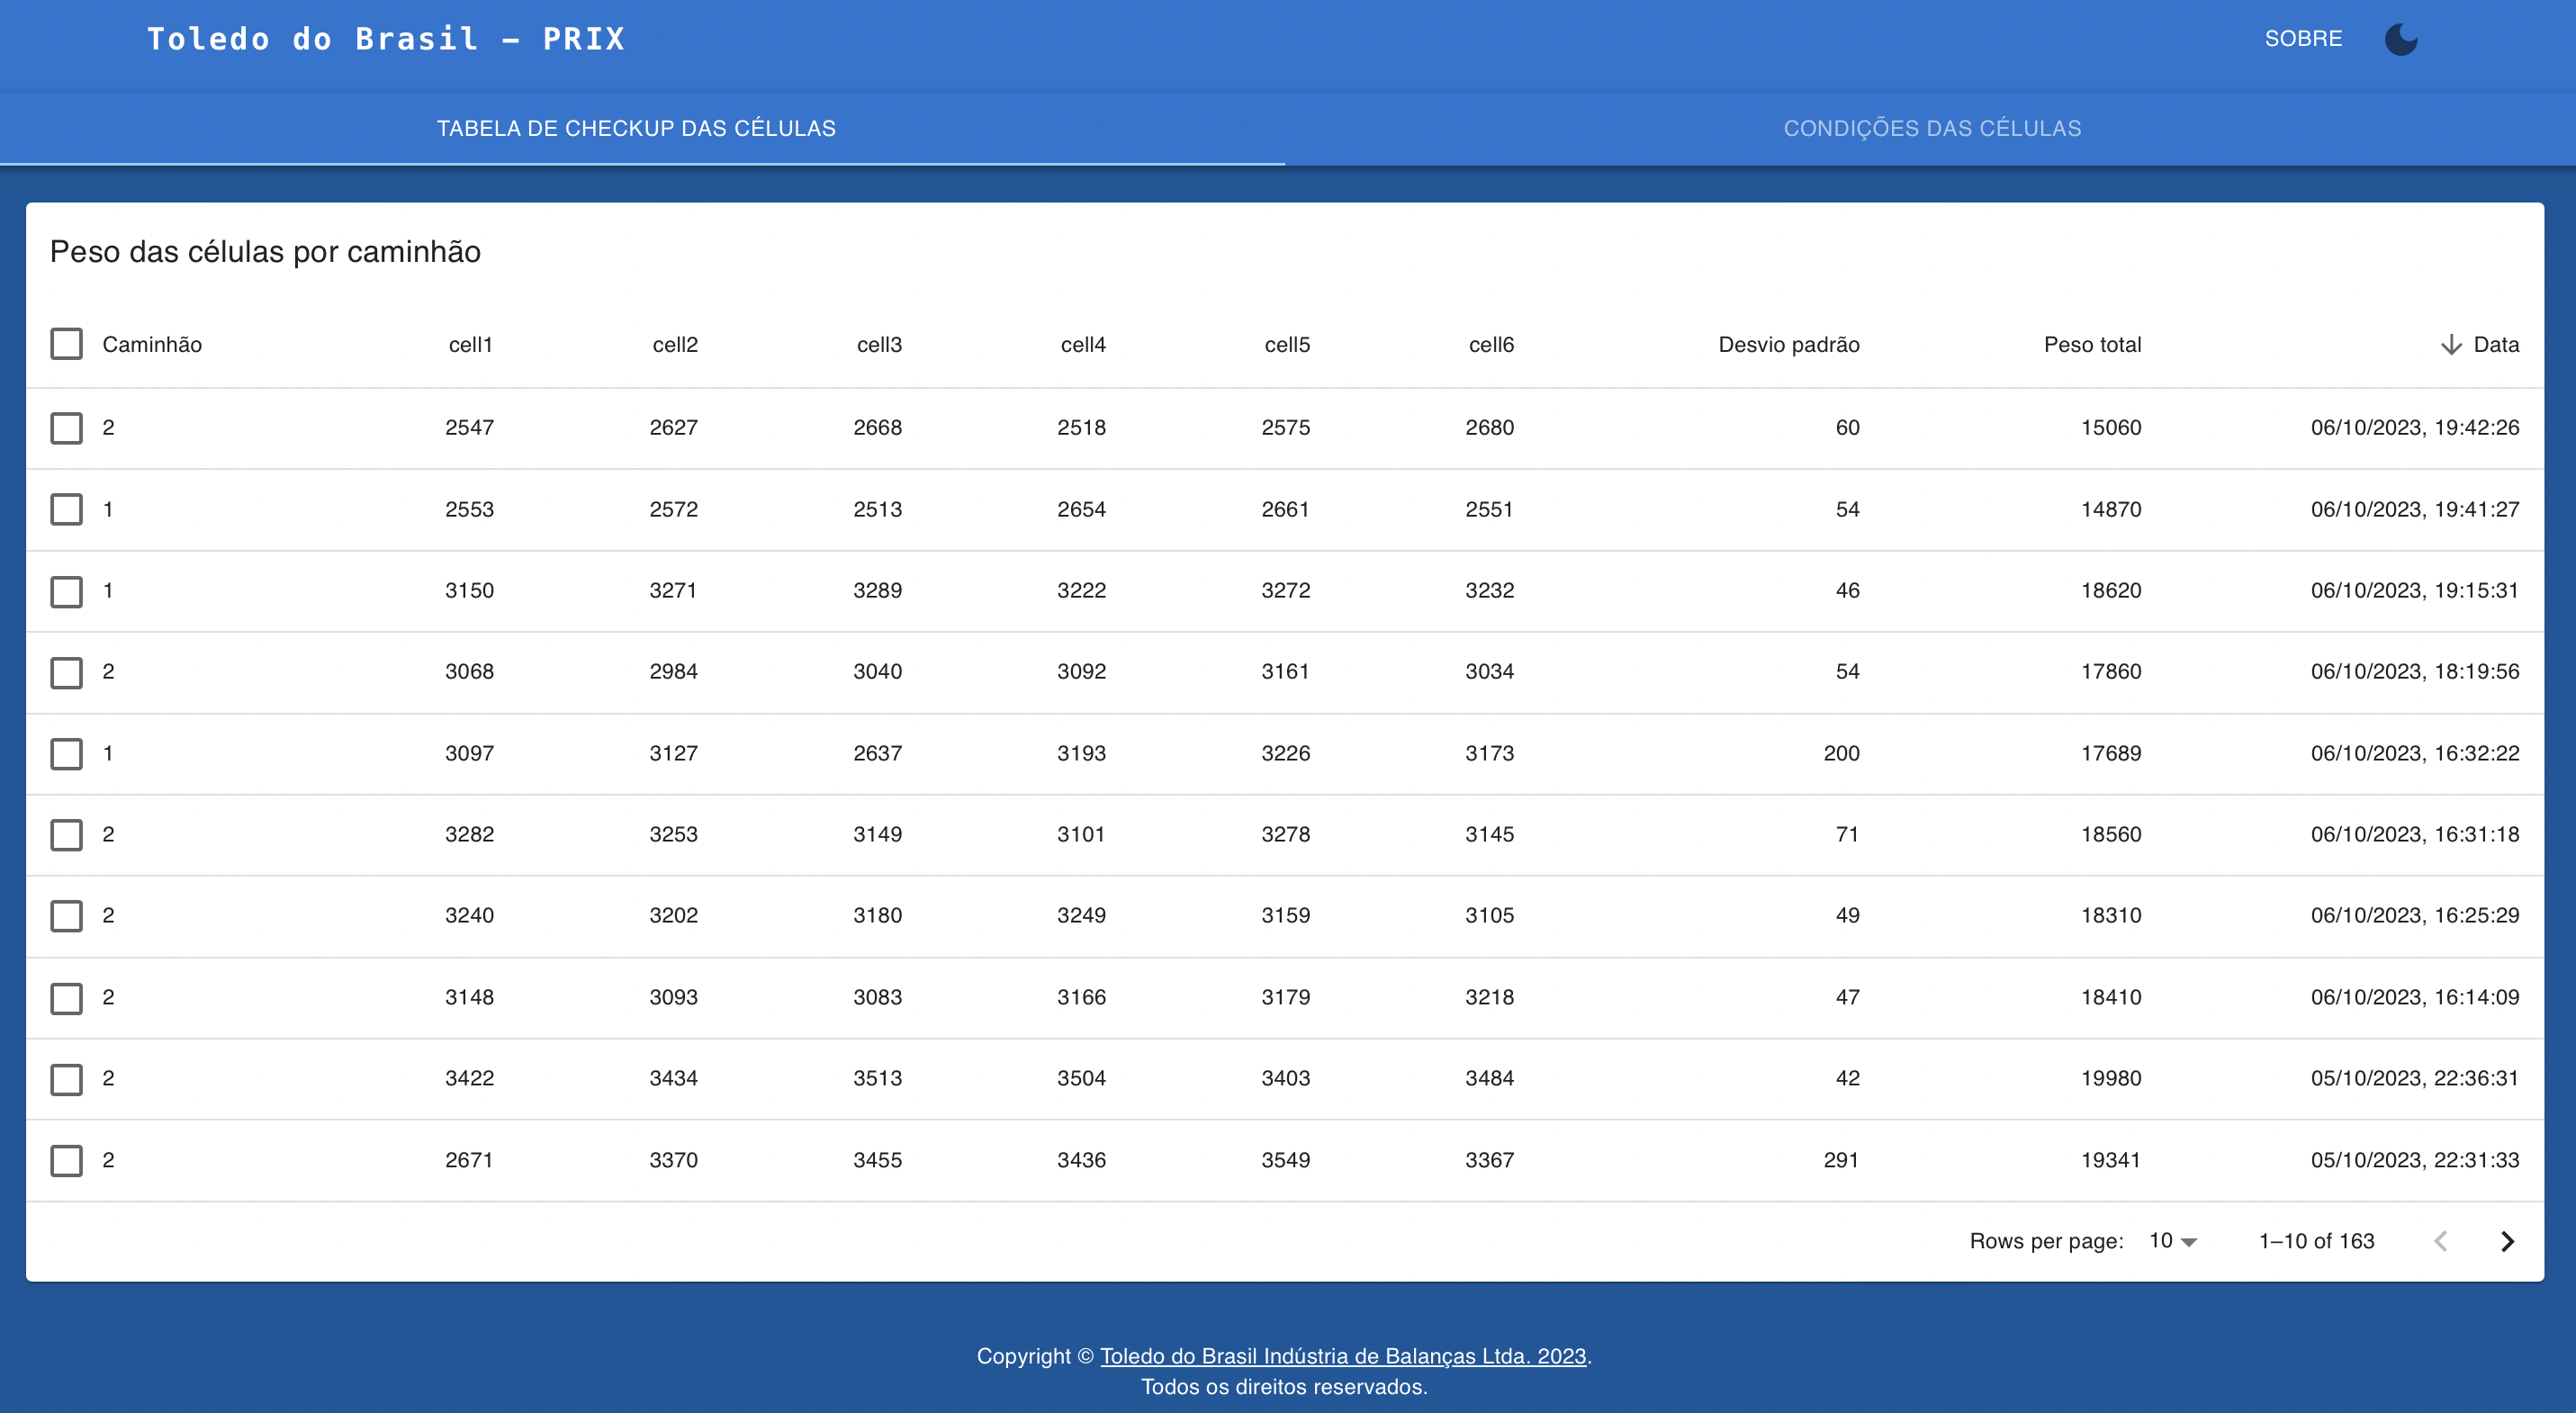 Toledo do Brasil – PRIX SOBRE
TABELA DE CHECKUP DAS CÉLULAS CONDIÇÕES DAS CÉLULAS
Peso das células por caminhão
Caminhão cell1 cell2 cell3 cell4 cell5 cell6 Desvio padrão Peso total Data
2 2547 2627 2668 2518 2575 2680 60 15060 06/10/2023, 19:42:26
1 2553 2572 2513 2654 2661 2551 54 14870 06/10/2023, 19:41:27
1 3150 3271 3289 3222 3272 3232 46 18620 06/10/2023, 19:15:31
2 3068 2984 3040 3092 3161 3034 54 17860 06/10/2023, 18:19:56
1 3097 3127 2637 3193 3226 3173 200 17689 06/10/2023, 16:32:22
2 3282 3253 3149 3101 3278 3145 71 18560 06/10/2023, 16:31:18
2 3240 3202 3180 3249 3159 3105 49 18310 06/10/2023, 16:25:29
2 3148 3093 3083 3166 3179 3218 47 18410 06/10/2023, 16:14:09
2 3422 3434 3513 3504 3403 3484 42 19980 05/10/2023, 22:36:31
2 2671 3370 3455 3436 3549 3367 291 19341 05/10/2023, 22:31:33
Rows per page: 10 1–10 of 163
Copyright © Toledo do Brasil Indústria de Balanças Ltda. 2023.
Todos os direitos reservados.